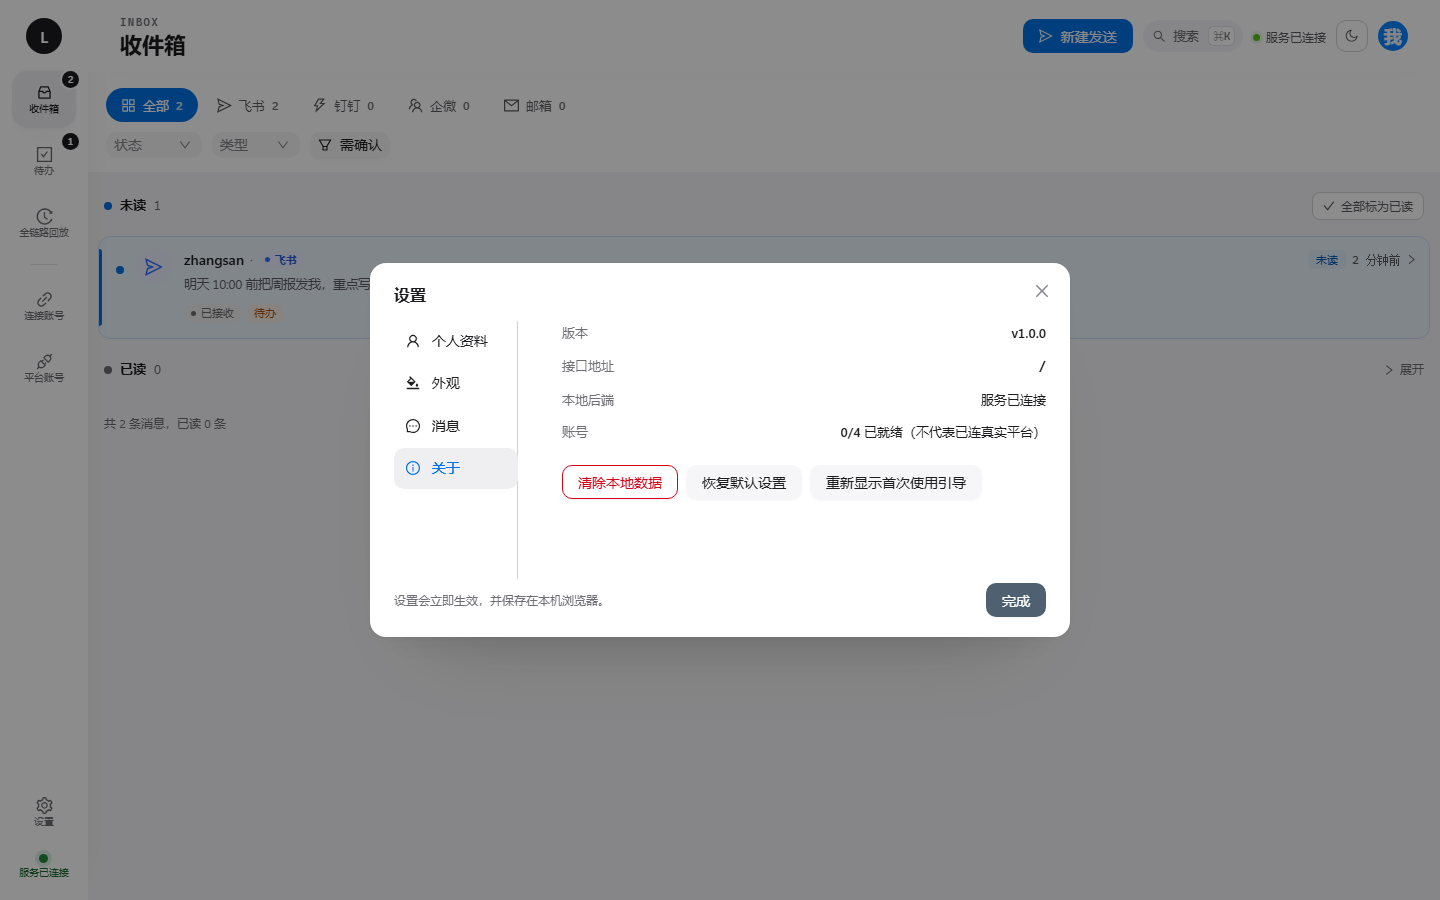 L
INBOX
收件箱
新建发送
搜索 ⌘K
服务已连接
我
2
收件箱
1
待办
全链路回放
连接账号
平台账号
设置
服务已连接
全部 2
飞书 2
钉钉 0
企微 0
邮箱 0
状态
类型
需确认
未读 1
全部标为已读
zhangsan · 飞书
未读 2 分钟前
明天 10:00 前把周报发我，重点写
已接收 待办
已读 0
展开
共 2 条消息，已读 0 条
设置
个人资料
外观
消息
关于
版本 v1.0.0
接口地址 /
本地后端 服务已连接
账号 0/4 已就绪（不代表已连真实平台）
清除本地数据 恢复默认设置 重新显示首次使用引导
设置会立即生效，并保存在本机浏览器。
完成